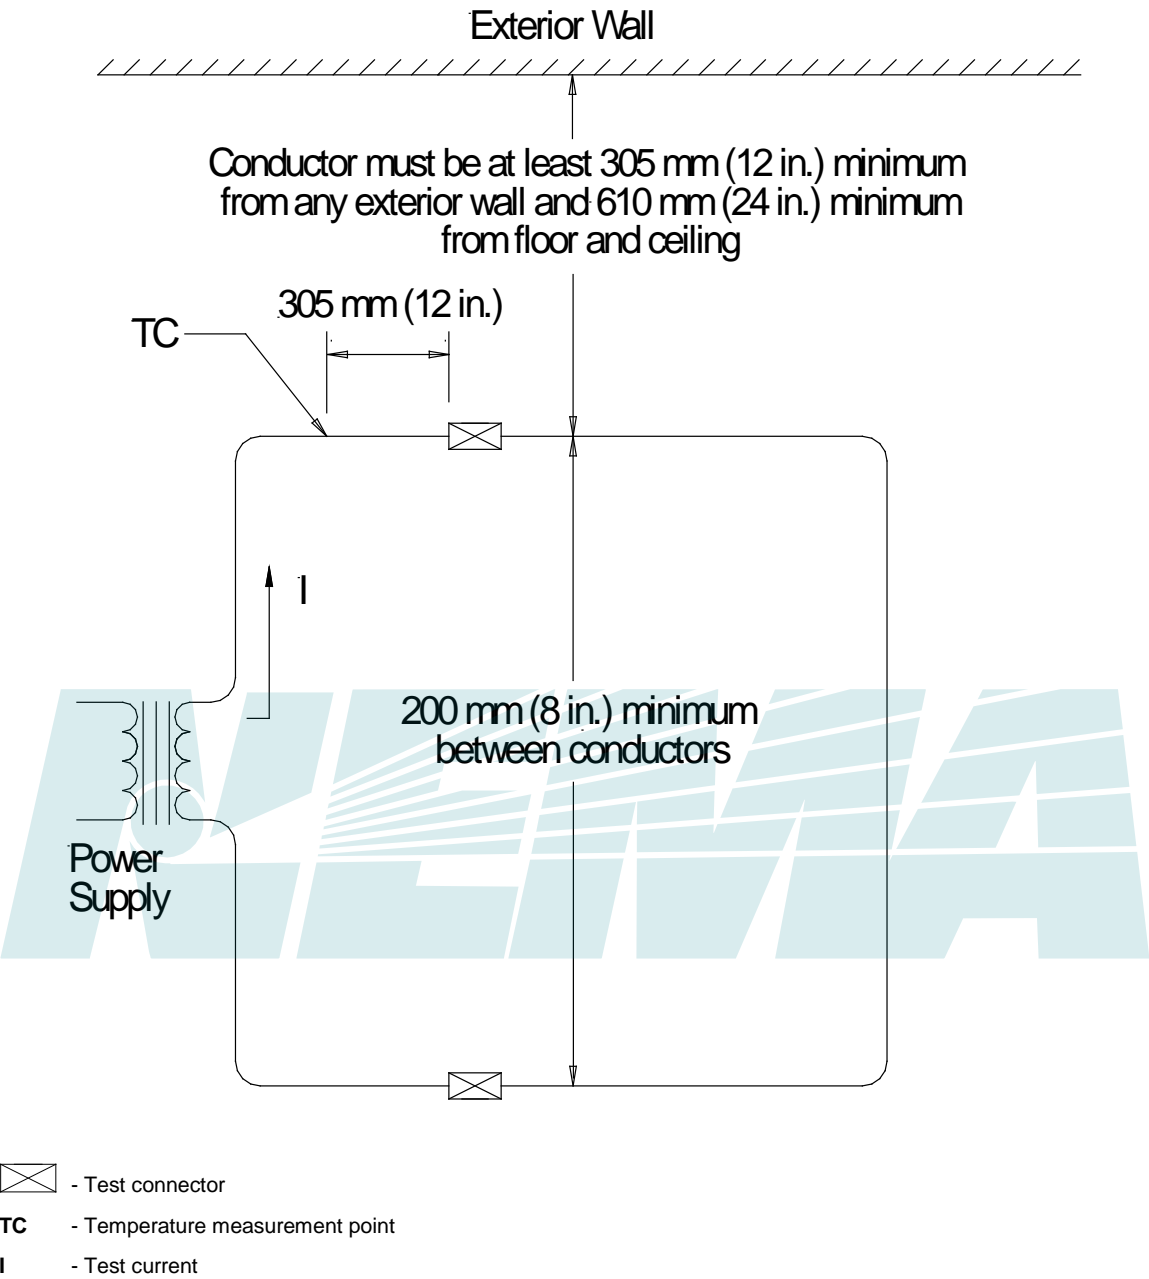 Exterior Wall
Conductor must be at least 305 mm (12 in.) minimum
from any exterior wall and 610 mm (24 in.) minimum
from floor and ceiling
305 mm (12 in.)
TC
I
200 mm (8 in.) minimum
between conductors
NEMA
Power
Supply
- Test connector
TC - Temperature measurement point
I - Test current